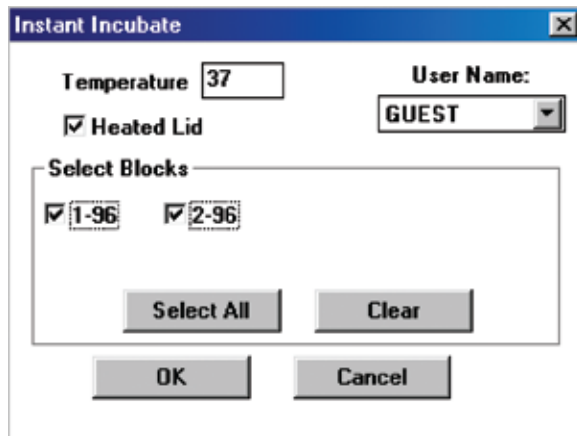 Instant Incubate
Temperature 37
User Name:
Heated Lid
GUEST
Select Blocks
1-96 2-96
Select All Clear
OK Cancel